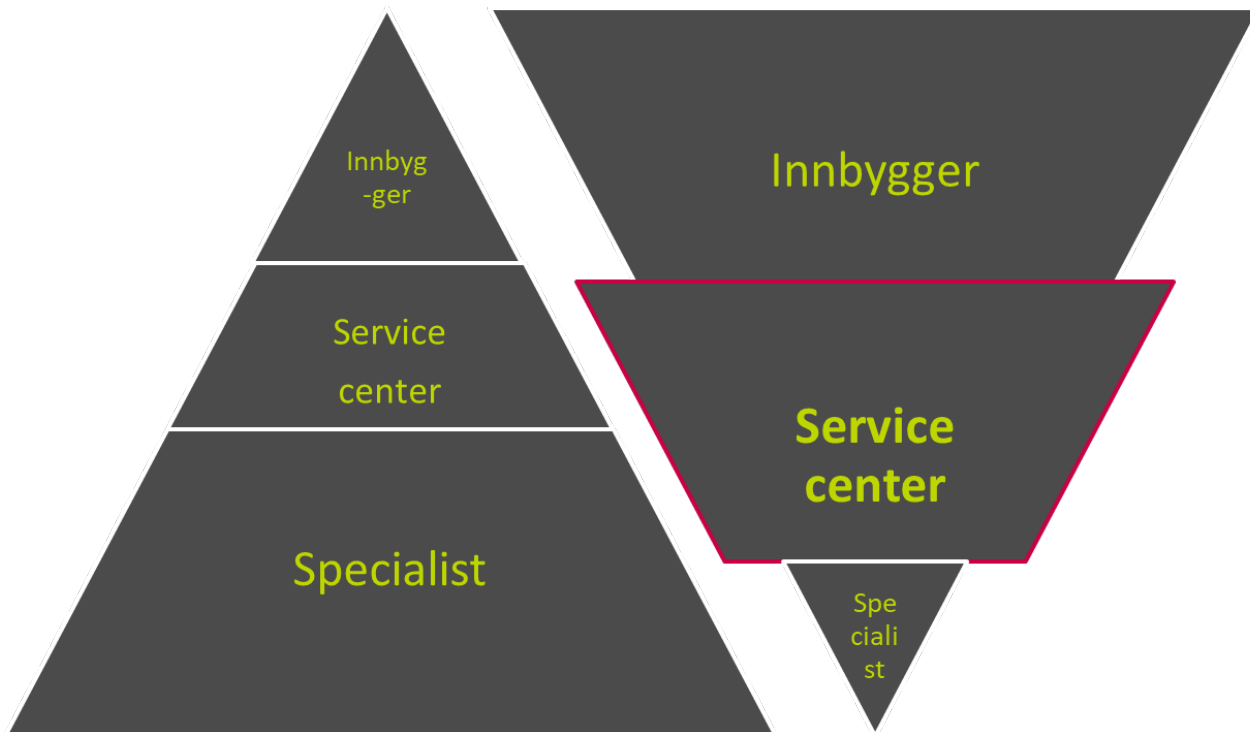 Innbyg
-ger
Service
center
Specialist
Innbygger
Service
center
Spe
ciali
st